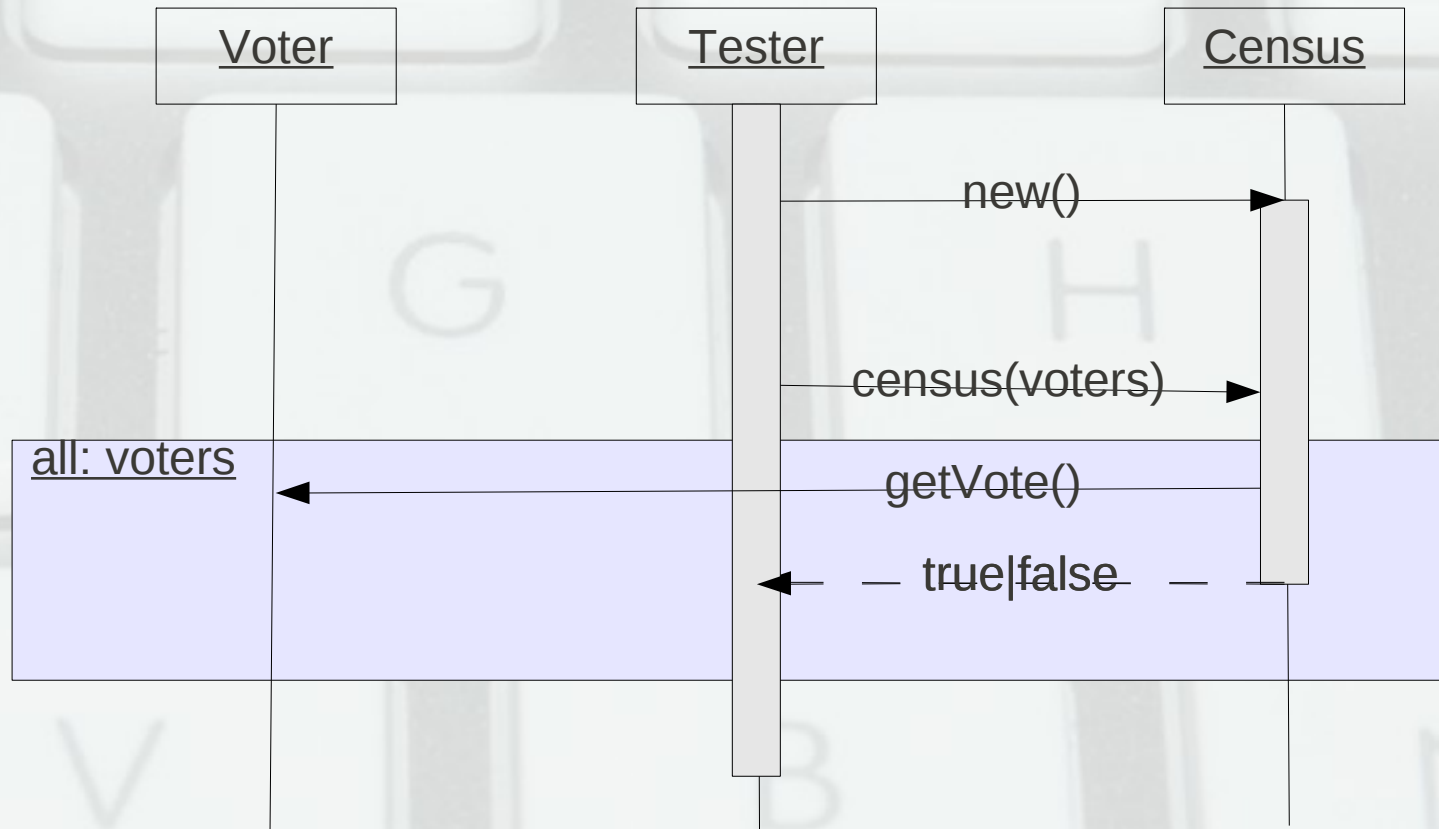 Voter
Tester
Census
new()
census(voters)
all: voters
getVote()
true|false
G
H
V
B